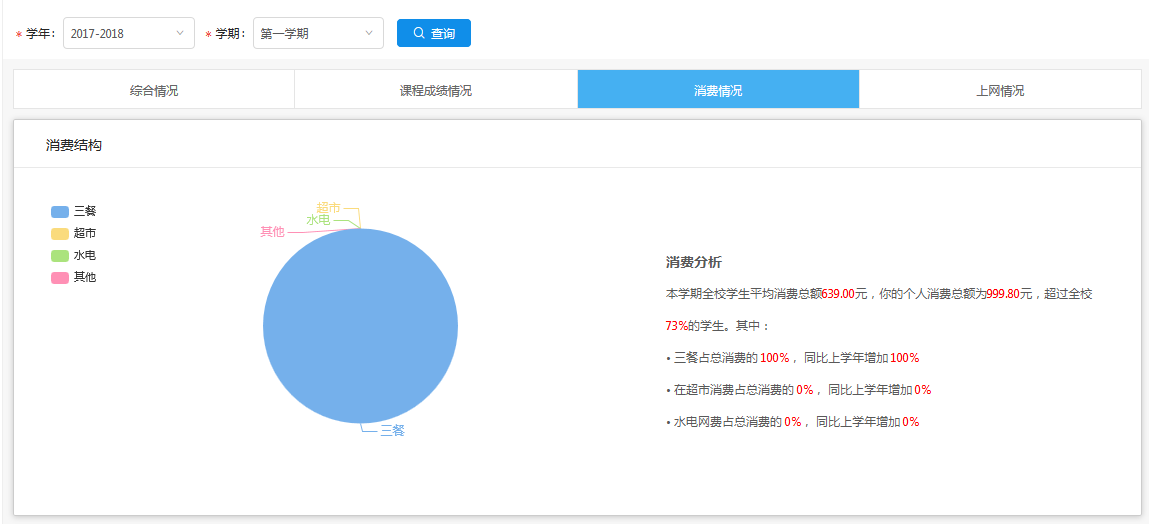 * 学年： 2017-2018 * 学期： 第一学期 查询
综合情况 课程成绩情况 消费情况 上网情况
消费结构
三餐
超市
水电
其他
超市
水电
其他
三餐
消费分析
本学期全校学生平均消费总额639.00元，你的个人消费总额为999.80元，超过全校
73%的学生。其中：
• 三餐占总消费的 100% ，同比上学年增加 100%
• 在超市消费占总消费的 0% ，同比上学年增加 0%
• 水电网费占总消费的 0% ，同比上学年增加 0%